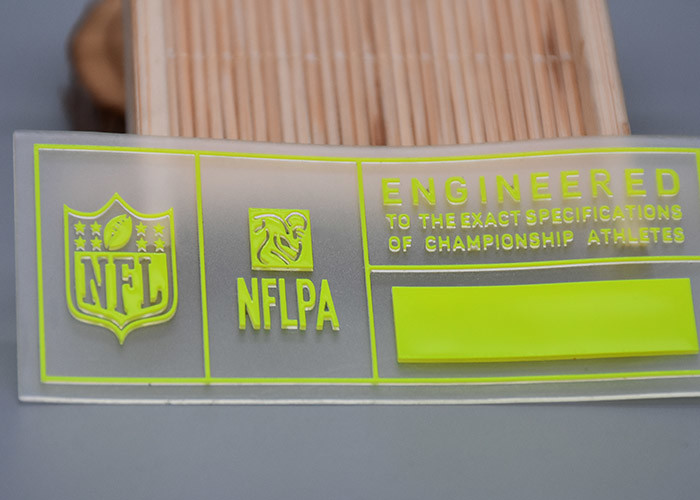 NFL
NFLPA
ENGINEERED
TO THE EXACT SPECIFICATIONS
OF CHAMPIONSHIP ATHLETES